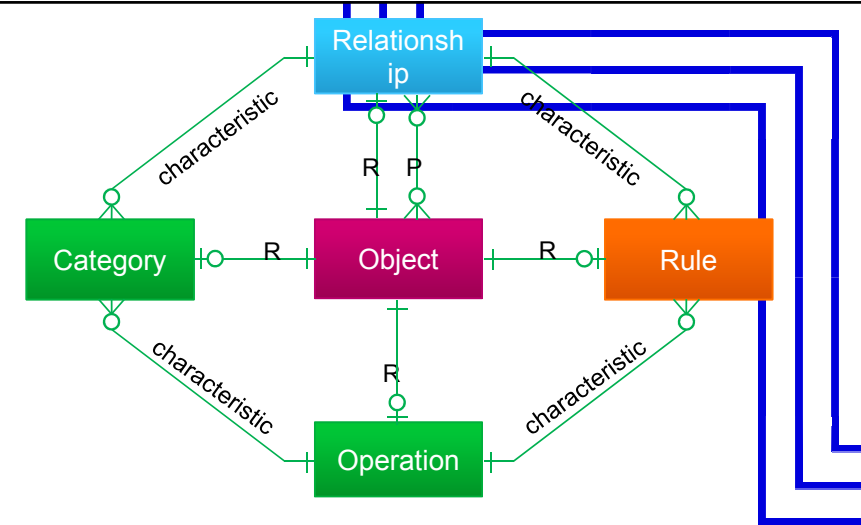 Relationsh
ip
characteristic
characteristic
R
P
Category
R
Object
R
Rule
characteristic
R
characteristic
Operation